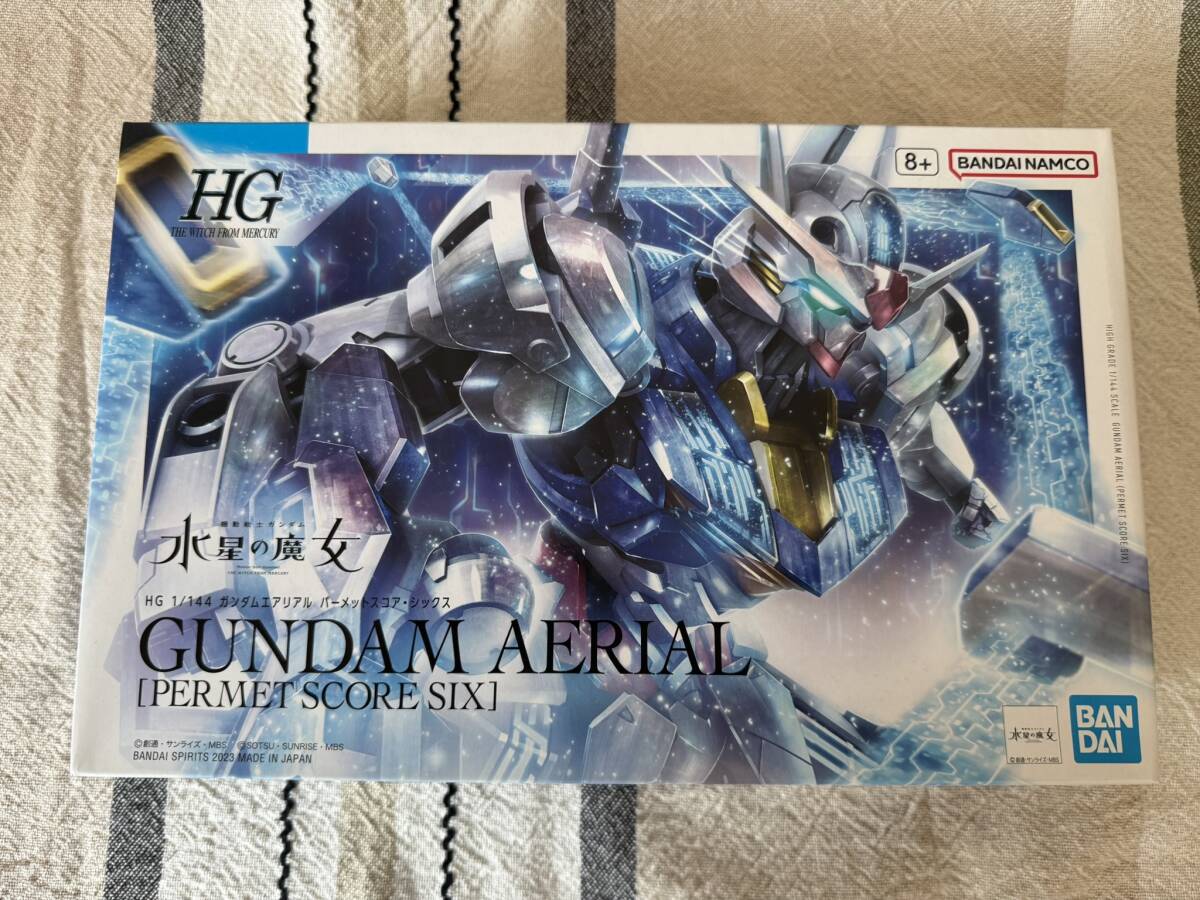 HG
THE WITCH FROM MERCURY
8+
BANDAI NAMCO
機動戦士ガンダム
水星の魔女
THE WITCH FROM MERCURY
HG 1/144 ガンダムエアリアル パーメットスコア・シックス
GUNDAM AERIAL
[PERMET SCORE SIX]
©創通・サンライズ・MBS ©SOTSU・SUNRISE・MBS
BANDAI SPIRITS 2023 MADE IN JAPAN
HIGH GRADE 1/144 SCALE GUNDAM AERIAL (PERMET SCORE SIX)
水星の魔女
©創通・サンライズ・MBS
BAN
DAI